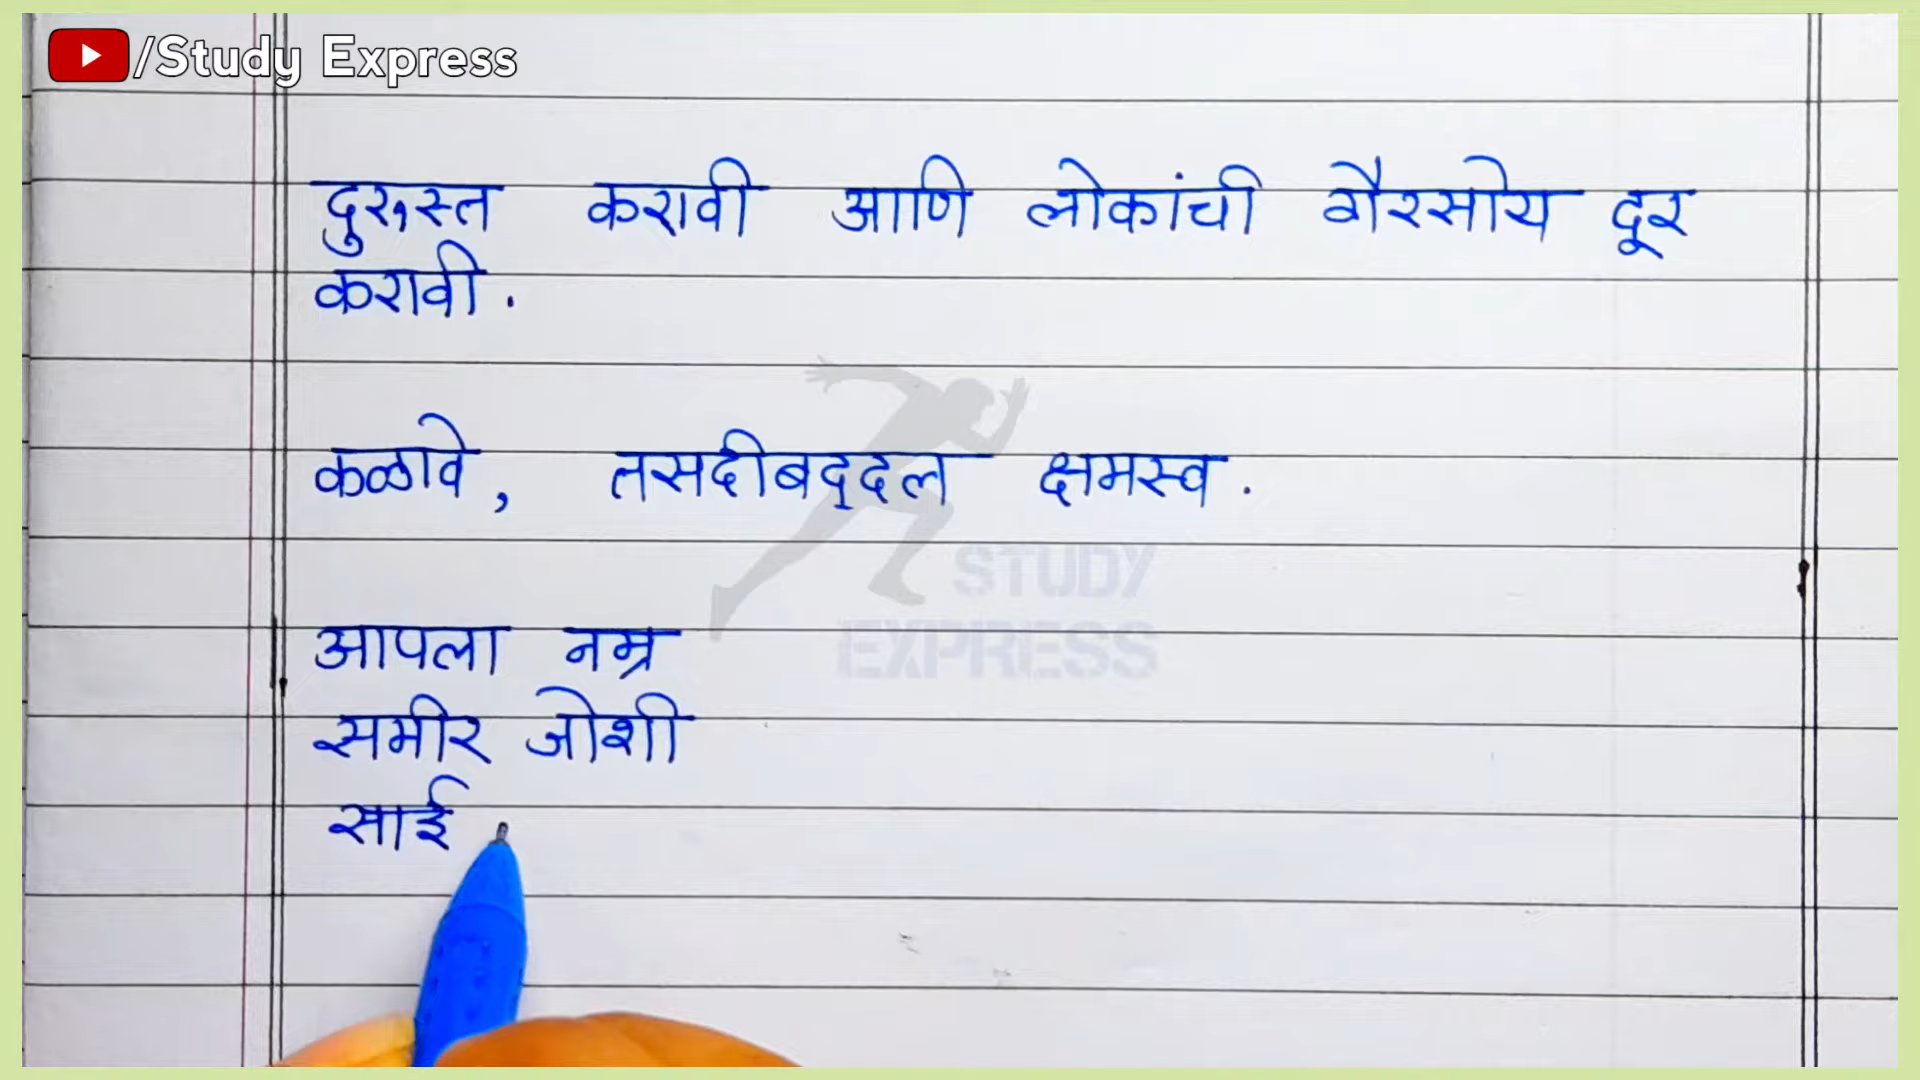 /Study Express
दुरुस्त करावी आणि लोकांची गैरसोय दूर
करावी.
कळावे, तसदीबद्दल क्षमस्व.
STUDY
EXPRESS
आपला नम्र
समीर जोशी
साई